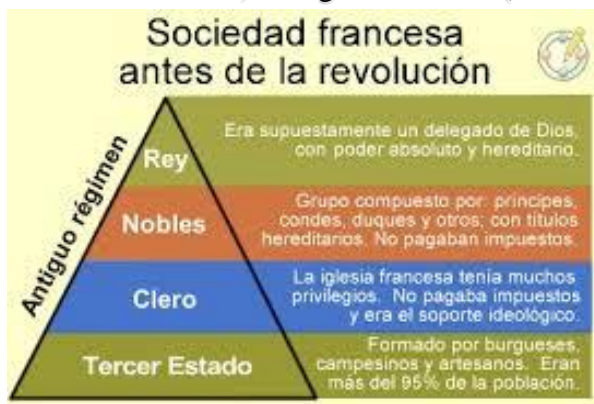 Sociedad francesa
antes de la revolución
Antiguo régimen
Rey
Era supuestamente un delegado de Dios,
con poder absoluto y hereditario.
Nobles
Grupo compuesto por: príncipes,
condes, duques y otros; con títulos
hereditarios. No pagaban impuestos.
Clero
La iglesia francesa tenía muchos
privilegios. No pagaba impuestos
y era el soporte ideológico.
Tercer Estado
Formado por burgueses,
campesinos y artesanos. Eran
más del 95% de la población.